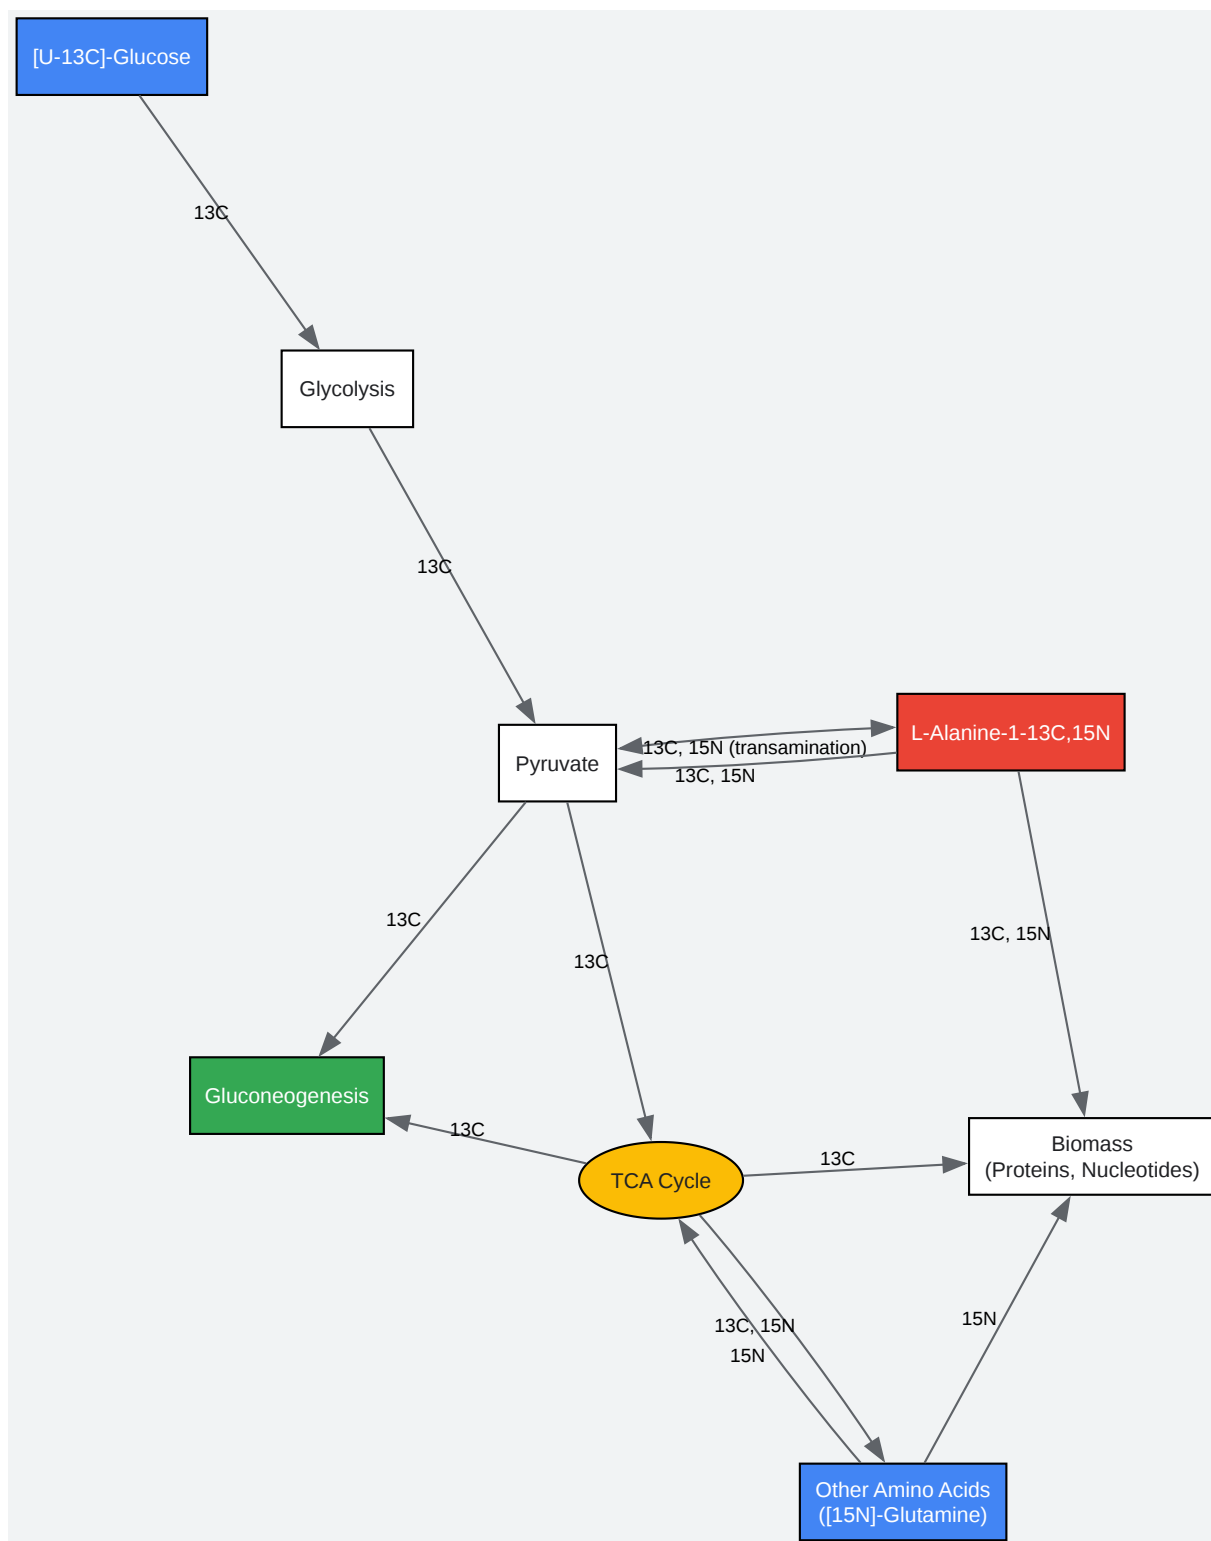 [U-13C]-Glucose
13C
Glycolysis
13C
L-Alanine-1-13C,15N
13C, 15N (transamination)
Pyruvate
13C, 15N
13C
13C, 15N
13C
Gluconeogenesis
13C
13C
Biomass
(Proteins, Nucleotides)
TCA Cycle
15N
13C, 15N
15N
Other Amino Acids
([15N]-Glutamine)